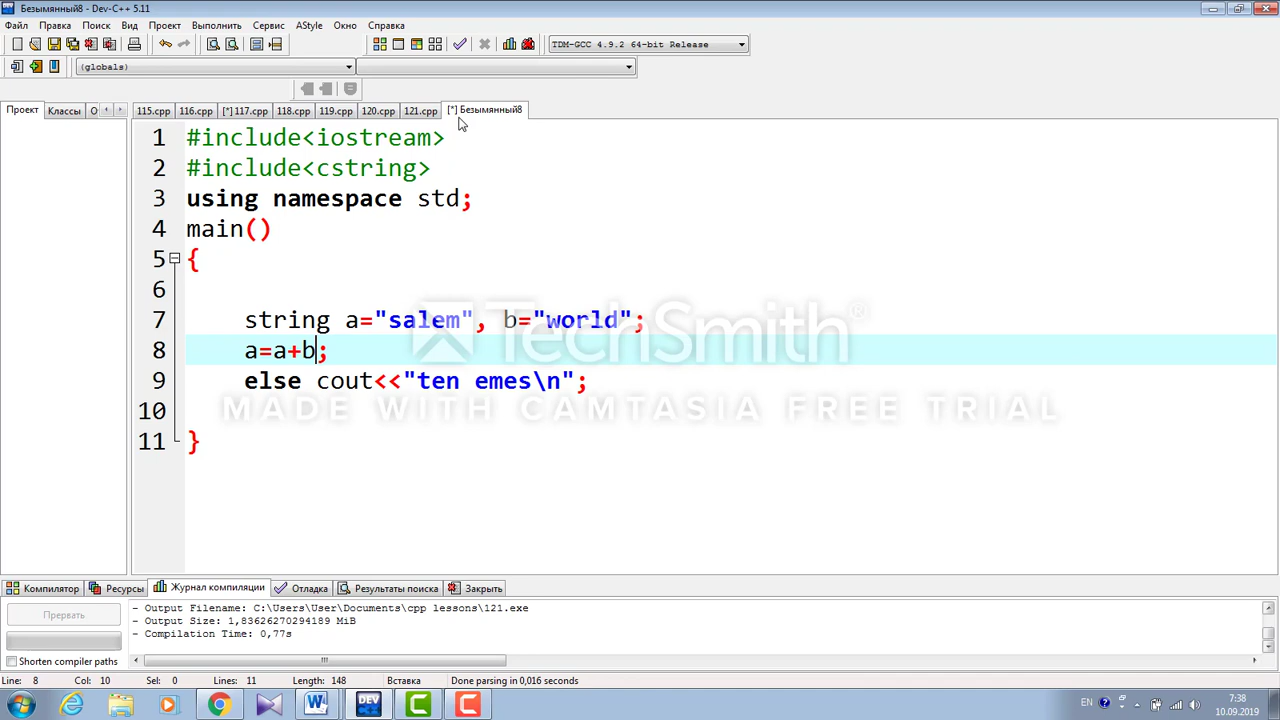 Безымянный8 - Dev-C++ 5.11
Файл Правка Поиск Вид Проект Выполнить Сервис AStyle Окно Справка
TDM-GCC 4.9.2 64-bit Release
(globals)
Проект Классы О 115.cpp 116.cpp [*] 117.cpp 118.cpp 119.cpp 120.cpp 121.cpp [*] Безымянный8
1 #include<iostream>
2 #include<cstring>
3 using namespace std;
4 main()
5 {
6
7 string a="salem", b="world";
8 a=a+b;
9 else cout<<"ten emes\n";
10
11 }
TechSmith®
MADE WITH CAMTASIA FREE TRIAL
Компилятор Ресурсы Журнал компиляции Отладка Результаты поиска Закрыть
Прервать
Shorten compiler paths
- Output Filename: C:\Users\User\Documents\cpp lessons\121.exe
- Output Size: 1,83626270294189 MiB
- Compilation Time: 0,77s
Line: 8 Col: 10 Sel: 0 Lines: 11 Length: 148 Вставка Done parsing in 0,016 seconds
DEV
EN
7:38
10.09.2019